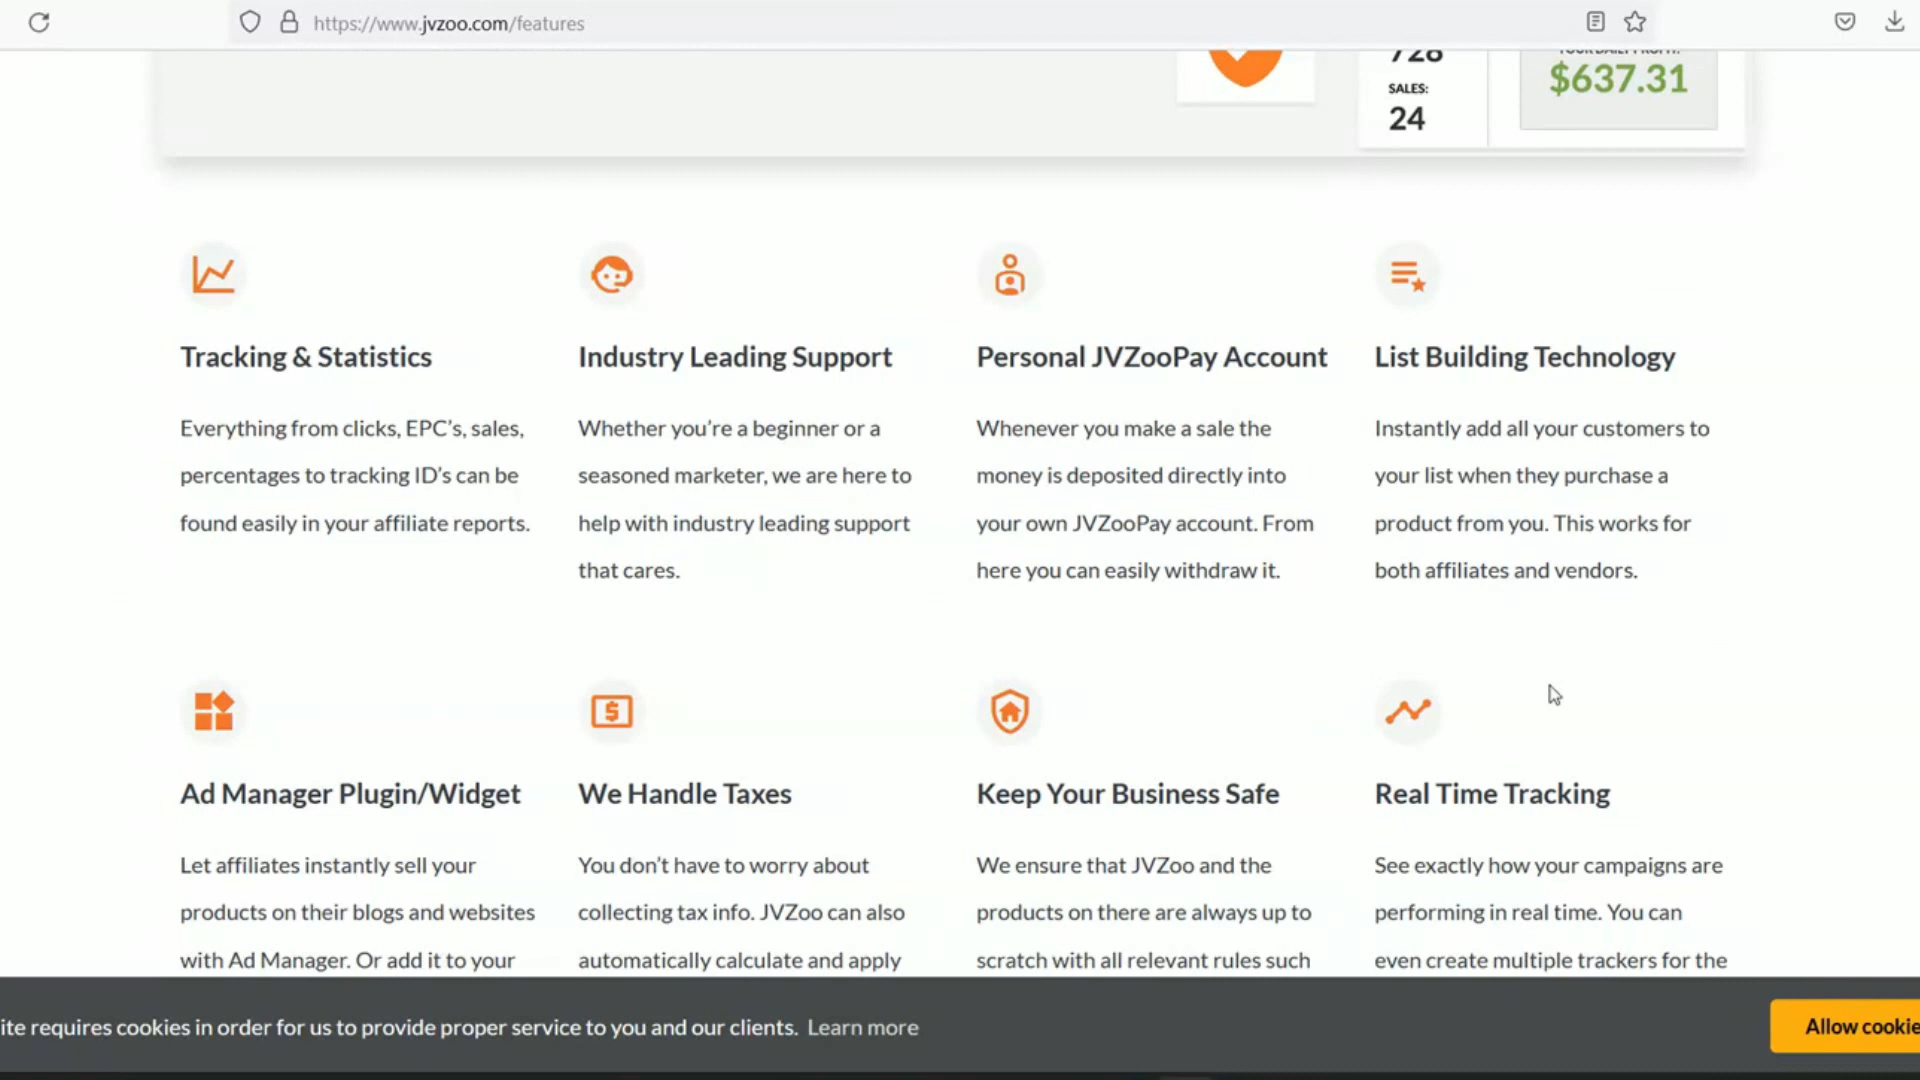 https://www.jvzoo.com/features
728
$637.31
SALES:
24
Tracking & Statistics
Everything from clicks, EPC's, sales,
percentages to tracking ID's can be
found easily in your affiliate reports.
Industry Leading Support
Whether you’re a beginner or a
seasoned marketer, we are here to
help with industry leading support
that cares.
Personal JVZooPay Account
Whenever you make a sale the
money is deposited directly into
your own JVZooPay account. From
here you can easily withdraw it.
List Building Technology
Instantly add all your customers to
your list when they purchase a
product from you. This works for
both affiliates and vendors.
Ad Manager Plugin/Widget
Let affiliates instantly sell your
products on their blogs and websites
with Ad Manager. Or add it to your
We Handle Taxes
You don’t have to worry about
collecting tax info. JVZoo can also
automatically calculate and apply
Keep Your Business Safe
We ensure that JVZoo and the
products on there are always up to
scratch with all relevant rules such
Real Time Tracking
See exactly how your campaigns are
performing in real time. You can
even create multiple trackers for the
ite requires cookies in order for us to provide proper service to you and our clients. Learn more
Allow cookie